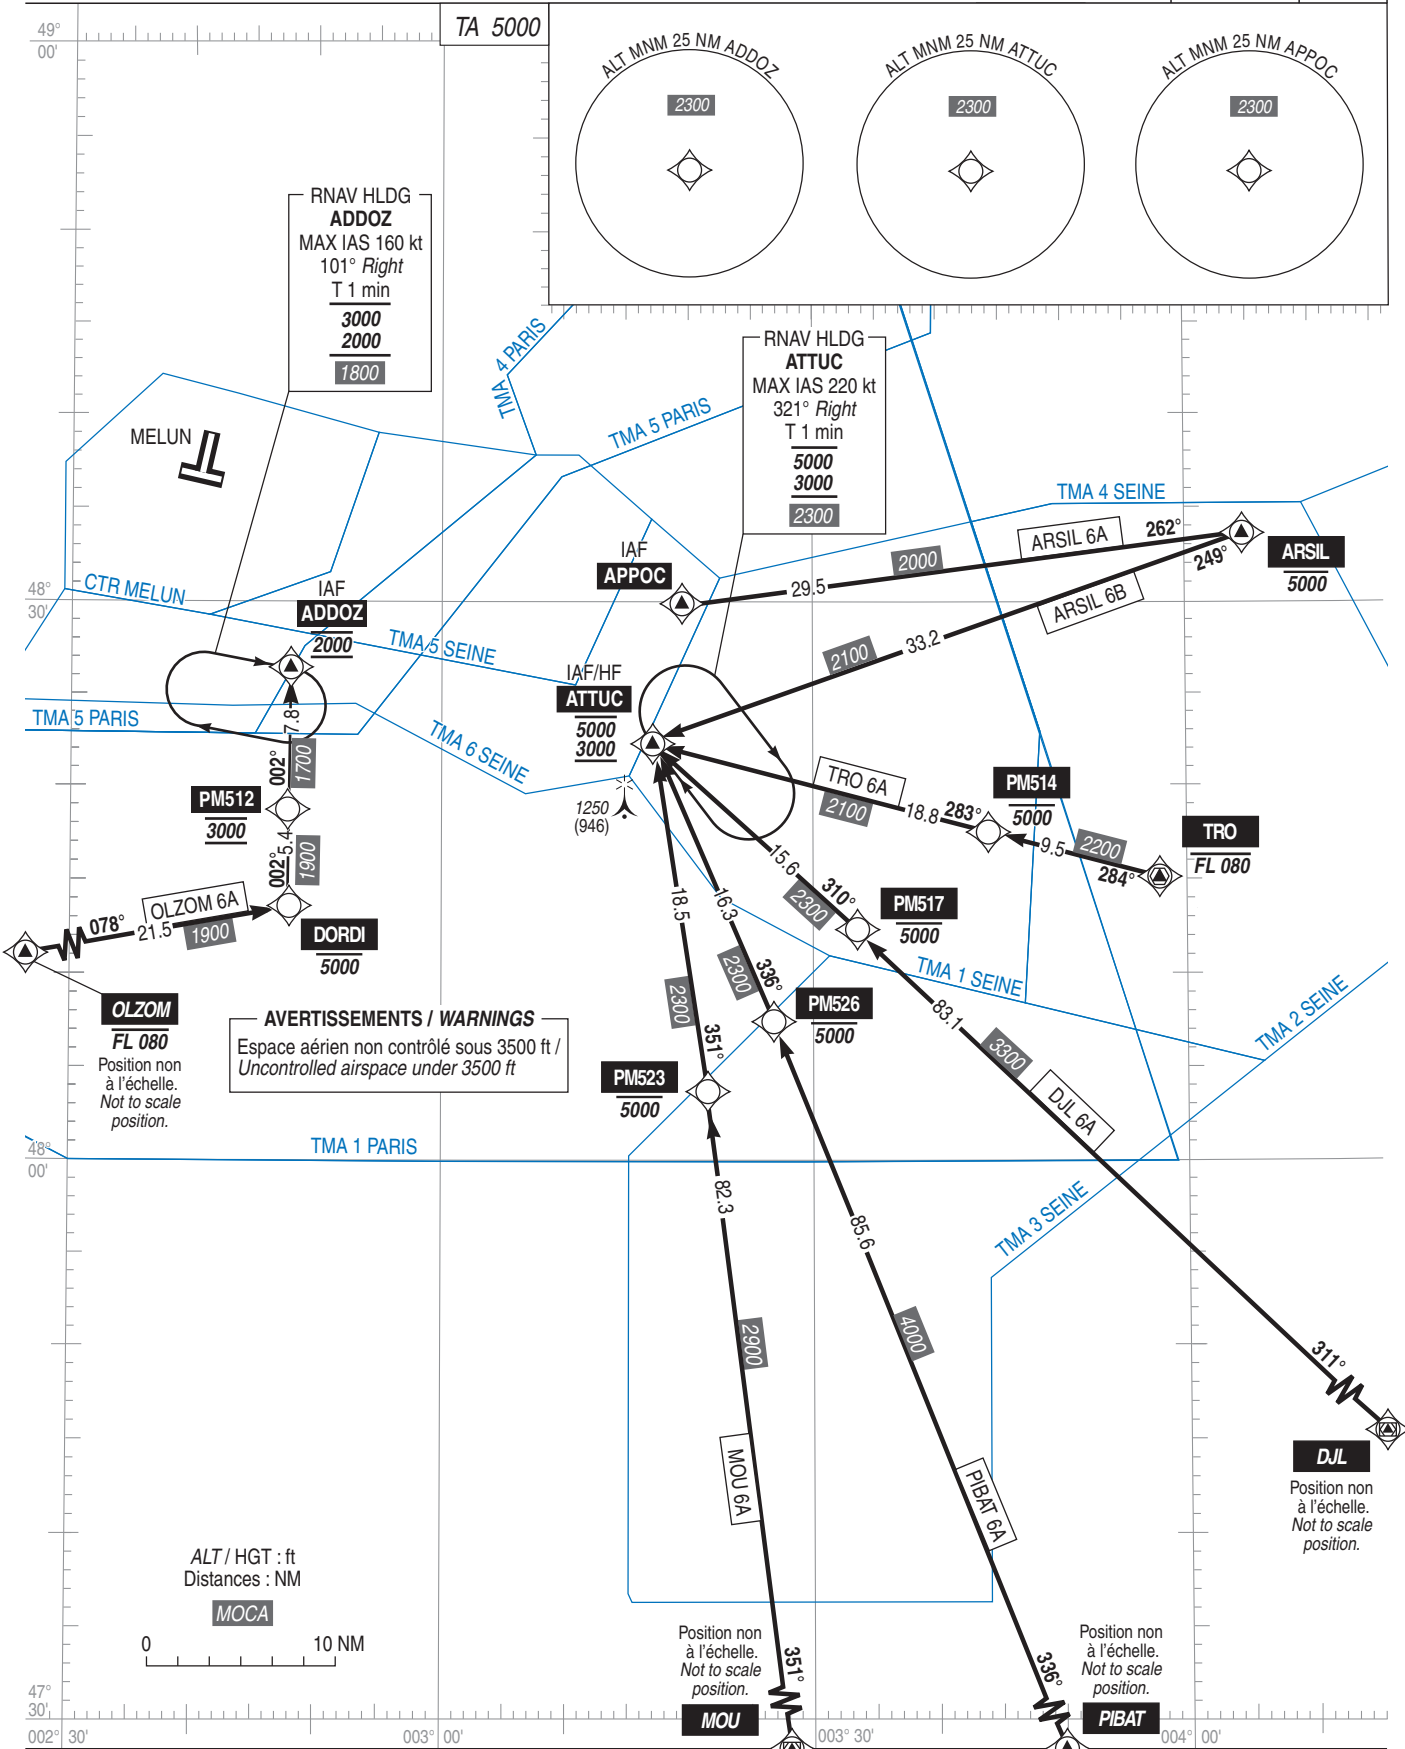 49°
00'
TA 5000
ALT MNM 25 NM ADDOZ
2300
ALT MNM 25 NM ATTUC
2300
ALT MNM 25 NM APPOC
2300
RNAV HLDG
ADDOZ
MAX IAS 160 kt
101° Right
T 1 min
3000
2000
1800
RNAV HLDG
ATTUC
MAX IAS 220 kt
321° Right
T 1 min
5000
3000
2300
TMA 4 PARIS
TMA 5 PARIS
MELUN
TMA 4 SEINE
ARSIL 6A
262°
249°
ARSIL
5000
2000
29.5
IAF
APPOC
ARSIL 6B
33.2
2100
CTR MELUN
48°
30'
IAF
ADDOZ
2000
TMA 5 SEINE
IAF/HF
ATTUC
5000
3000
TMA 5 PARIS
TMA 6 SEINE
7.8
1700
002°
PM512
3000
5.4
1900
002°
1250
(946)
TRO 6A
2100
18.8
283°
PM514
5000
9.5
2200
284°
TRO
FL 080
15.6
2300
310°
PM517
5000
OLZOM 6A
078°
21.5
1900
DORDI
5000
18.5
2300
351°
16.3
2300
336°
PM526
5000
TMA 1 SEINE
TMA 2 SEINE
OLZOM
FL 080
Position non
à l'échelle.
Not to scale
position.
AVERTISSEMENTS / WARNINGS
Espace aérien non contrôlé sous 3500 ft /
Uncontrolled airspace under 3500 ft
PM523
5000
83.1
3300
DJL 6A
48°
00'
TMA 1 PARIS
82.3
85.6
TMA 3 SEINE
2900
4000
311°
DJL
Position non
à l'échelle.
Not to scale
position.
MOU 6A
PIBAT 6A
ALT / HGT : ft
Distances : NM
MOCA
0
10 NM
Position non
à l'échelle.
Not to scale
position.
MOU
351°
336°
Position non
à l'échelle.
Not to scale
position.
PIBAT
47°
30'
002° 30'
003° 00'
003° 30'
004° 00'